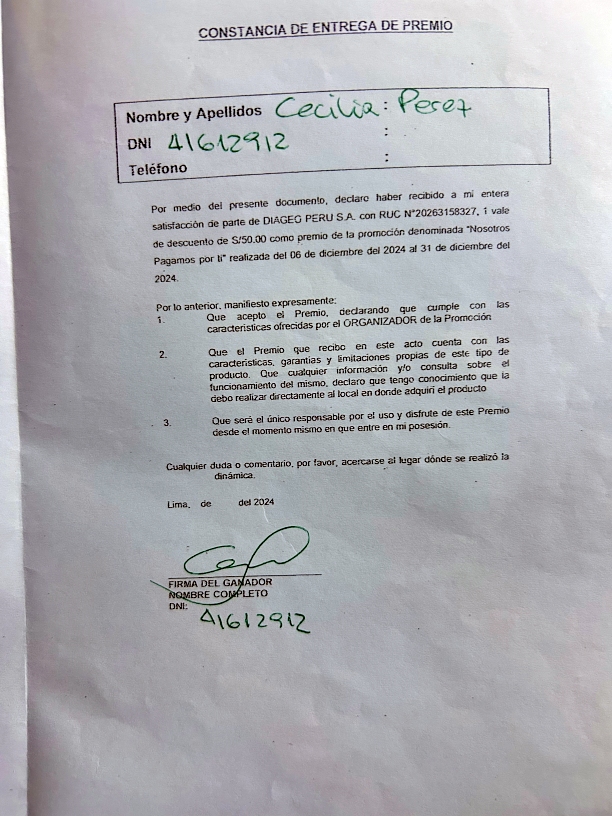 CONSTANCIA DE ENTREGA DE PREMIO
Nombre y Apellidos Cecilia : Perez
DNI 41612912 :
Teléfono :
Por medio del presente documento, declaro haber recibido a mi entera
satisfacción de parte de DIAGEO PERU S.A. con RUC N°20263158327, 1 vale
de descuento de S/50.00 como premio de la promoción denominada "Nosotros
Pagamos por ti" realizada del 06 de diciembre del 2024 al 31 de diciembre del
2024.
Por lo anterior, manifiesto expresamente:
1. Que acepto el Premio, declarando que cumple con las
características ofrecidas por el ORGANIZADOR de la Promoción
2. Que el Premio que recibo en este acto cuenta con las
características, garantías y limitaciones propias de este tipo de
producto. Que cualquier información y/o consulta sobre el
funcionamiento del mismo, declaro que tengo conocimiento que la
debo realizar directamente al local en donde adquirí el producto
3. Que seré el único responsable por el uso y disfrute de este Premio
desde el momento mismo en que entre en mi posesión.
Cualquier duda o comentario, por favor, acercarse al lugar dónde se realizó la
dinámica.
Lima, de del 2024
FIRMA DEL GANADOR
NOMBRE COMPLETO
DNI:
41612912